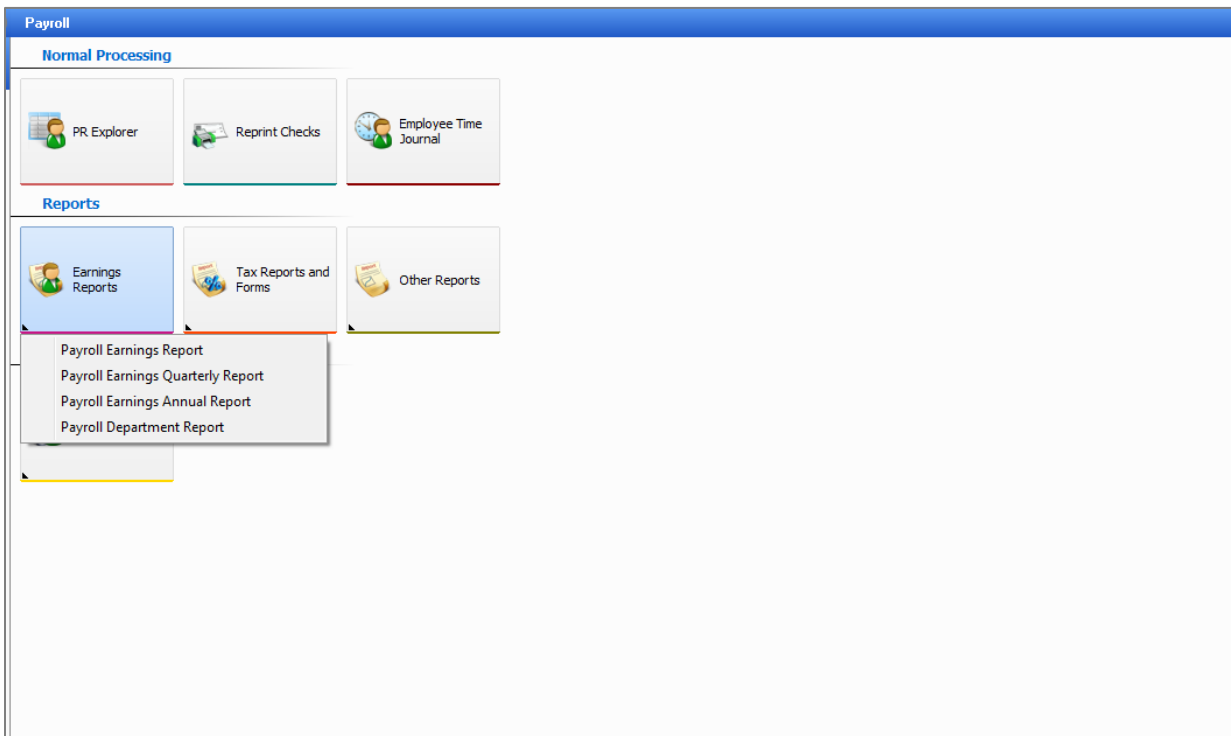 Payroll
Normal Processing
PR Explorer
Reprint Checks
Employee Time
Journal
Reports
Earnings
Reports
Tax Reports and
Forms
Other Reports
Payroll Earnings Report
Payroll Earnings Quarterly Report
Payroll Earnings Annual Report
Payroll Department Report